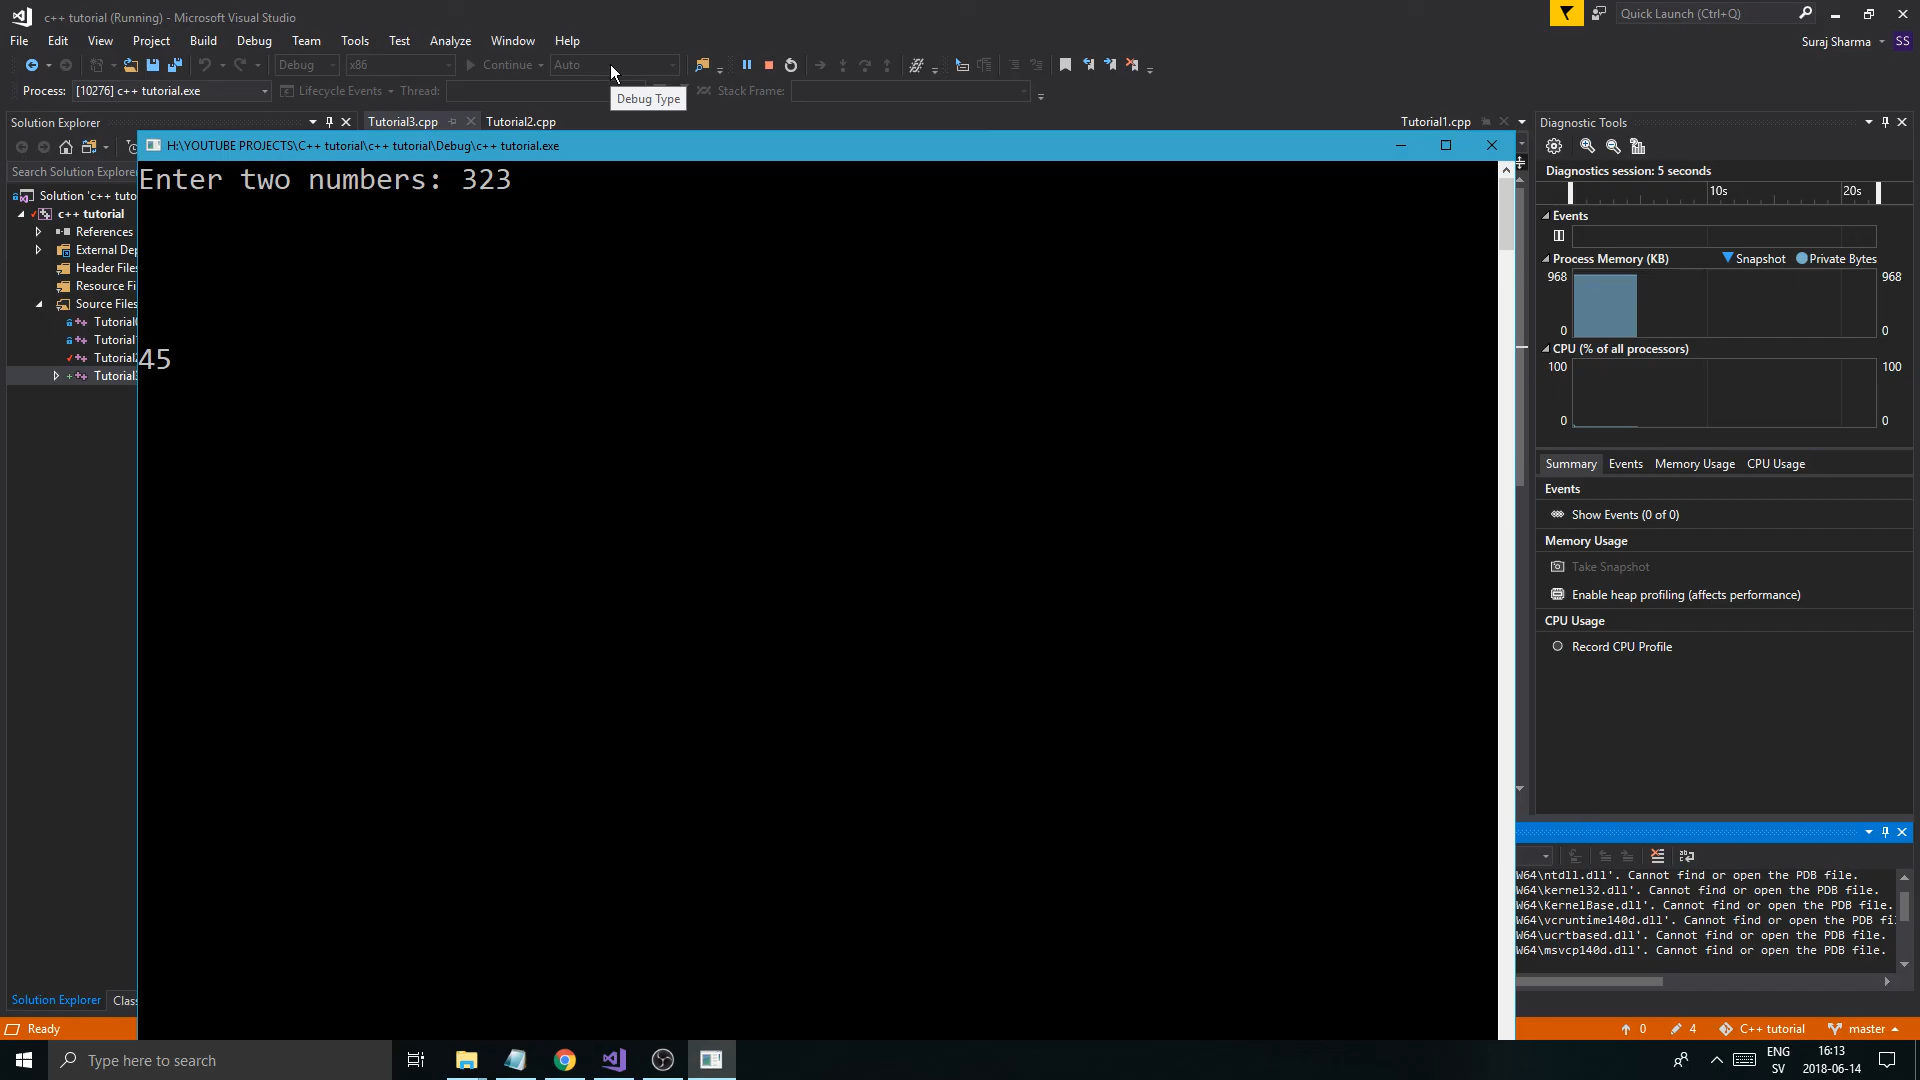 c++ tutorial (Running) - Microsoft Visual Studio
Quick Launch (Ctrl+Q)
File Edit View Project Build Debug Team Tools Test Analyze Window Help
Suraj Sharma SS
Debug x86 Continue Auto
Process: [10276] c++ tutorial.exe Lifecycle Events Thread: Stack Frame:
Debug Type
Solution Explorer
Tutorial3.cpp Tutorial2.cpp Tutorial1.cpp
H:\YOUTUBE PROJECTS\C++ tutorial\c++ tutorial\Debug\c++ tutorial.exe
Enter two numbers: 323
45
Search Solution Explorer
Solution 'c++ tuto
c++ tutorial
References
External Dep
Header Files
Resource Fi
Source Files
Tutorial
Tutorial
Tutorial
Tutorial
Solution Explorer Clas
Diagnostic Tools
Diagnostics session: 5 seconds
10s 20s
Events
Process Memory (KB) Snapshot Private Bytes
968 968
0 0
CPU (% of all processors)
100 100
0 0
Summary Events Memory Usage CPU Usage
Events
Show Events (0 of 0)
Memory Usage
Take Snapshot
Enable heap profiling (affects performance)
CPU Usage
Record CPU Profile
W64\ntdll.dll'. Cannot find or open the PDB file.
W64\kernel32.dll'. Cannot find or open the PDB file.
W64\KernelBase.dll'. Cannot find or open the PDB file.
W64\vcruntime140d.dll'. Cannot find or open the PDB fi
W64\ucrtbased.dll'. Cannot find or open the PDB file.
W64\msvcp140d.dll'. Cannot find or open the PDB file.
Ready
0 4 C++ tutorial master
Type here to search
ENG
SV
16:13
2018-06-14